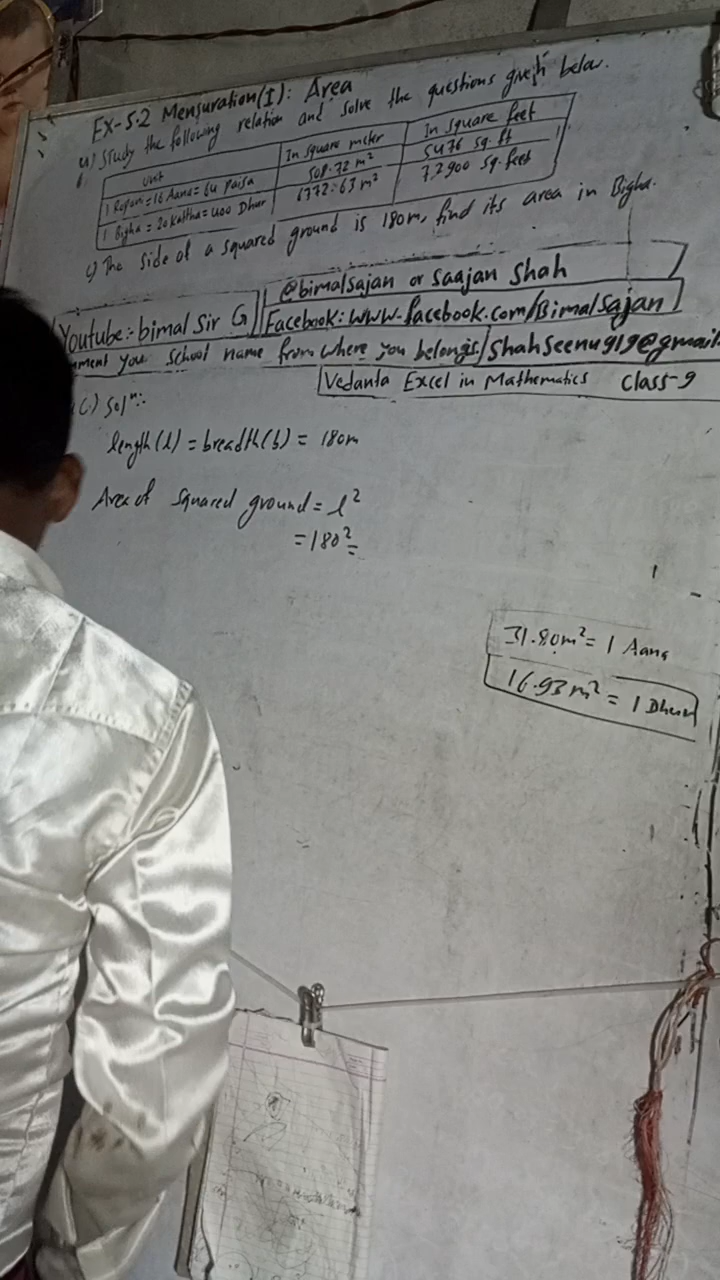 Ex-5.2 Mensuration(I): Area
a) Study the following relation and solve the questions given below.
Unit In square meter In square feet
1 Ropani = 16 Aana = 64 Paisa 508.72 m² 5476 sq. ft
1 Bigha = 20 Kattha = 400 Dhur 6772.63 m² 72900 sq. feet
c) The side of a squared ground is 180m, find its area in Bigha.
@bimalsajan or Saajan Shah
Youtube:- bimal Sir G
Facebook: www.facebook.com/Bimalsajan
mment you school name from where you belongs/ Shahseenu919@gmail.
Vedanta Excel in Mathematics Class-9
(c.) Solⁿ:-
length (l) = breadth (b) = 180m
Area of Squared ground = l²
= 180²
=
31.80m² = 1 Aana
16.93m² = 1 Dhur